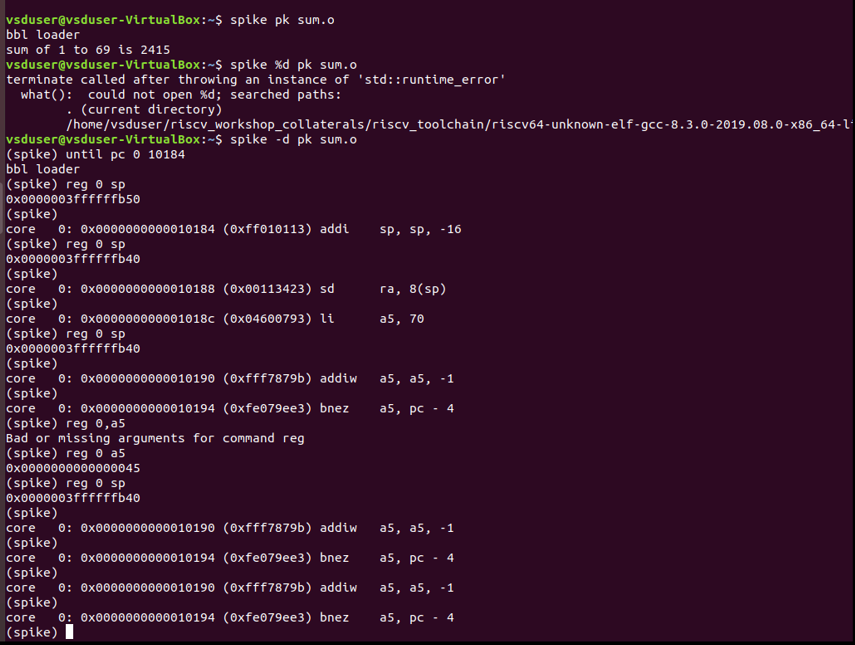 vsduser@vsduser-VirtualBox:~$ spike pk sum.o
bbl loader
sum of 1 to 69 is 2415
vsduser@vsduser-VirtualBox:~$ spike %d pk sum.o
terminate called after throwing an instance of 'std::runtime_error'
  what():  could not open %d; searched paths:
        . (current directory)
        /home/vsduser/riscv_workshop_collaterals/riscv_toolchain/riscv64-unknown-elf-gcc-8.3.0-2019.08.0-x86_64-li
vsduser@vsduser-VirtualBox:~$ spike -d pk sum.o
(spike) until pc 0 10184
bbl loader
(spike) reg 0 sp
0x0000003ffffffb50
(spike)
core   0: 0x0000000000010184 (0xff010113) addi    sp, sp, -16
(spike) reg 0 sp
0x0000003ffffffb40
(spike)
core   0: 0x0000000000010188 (0x00113423) sd      ra, 8(sp)
(spike)
core   0: 0x000000000001018c (0x04600793) li      a5, 70
(spike) reg 0 sp
0x0000003ffffffb40
(spike)
core   0: 0x0000000000010190 (0xfff7879b) addiw   a5, a5, -1
(spike)
core   0: 0x0000000000010194 (0xfe079ee3) bnez    a5, pc - 4
(spike) reg 0,a5
Bad or missing arguments for command reg
(spike) reg 0 a5
0x0000000000000045
(spike) reg 0 sp
0x0000003ffffffb40
(spike)
core   0: 0x0000000000010190 (0xfff7879b) addiw   a5, a5, -1
(spike)
core   0: 0x0000000000010194 (0xfe079ee3) bnez    a5, pc - 4
(spike)
core   0: 0x0000000000010190 (0xfff7879b) addiw   a5, a5, -1
(spike)
core   0: 0x0000000000010194 (0xfe079ee3) bnez    a5, pc - 4
(spike)